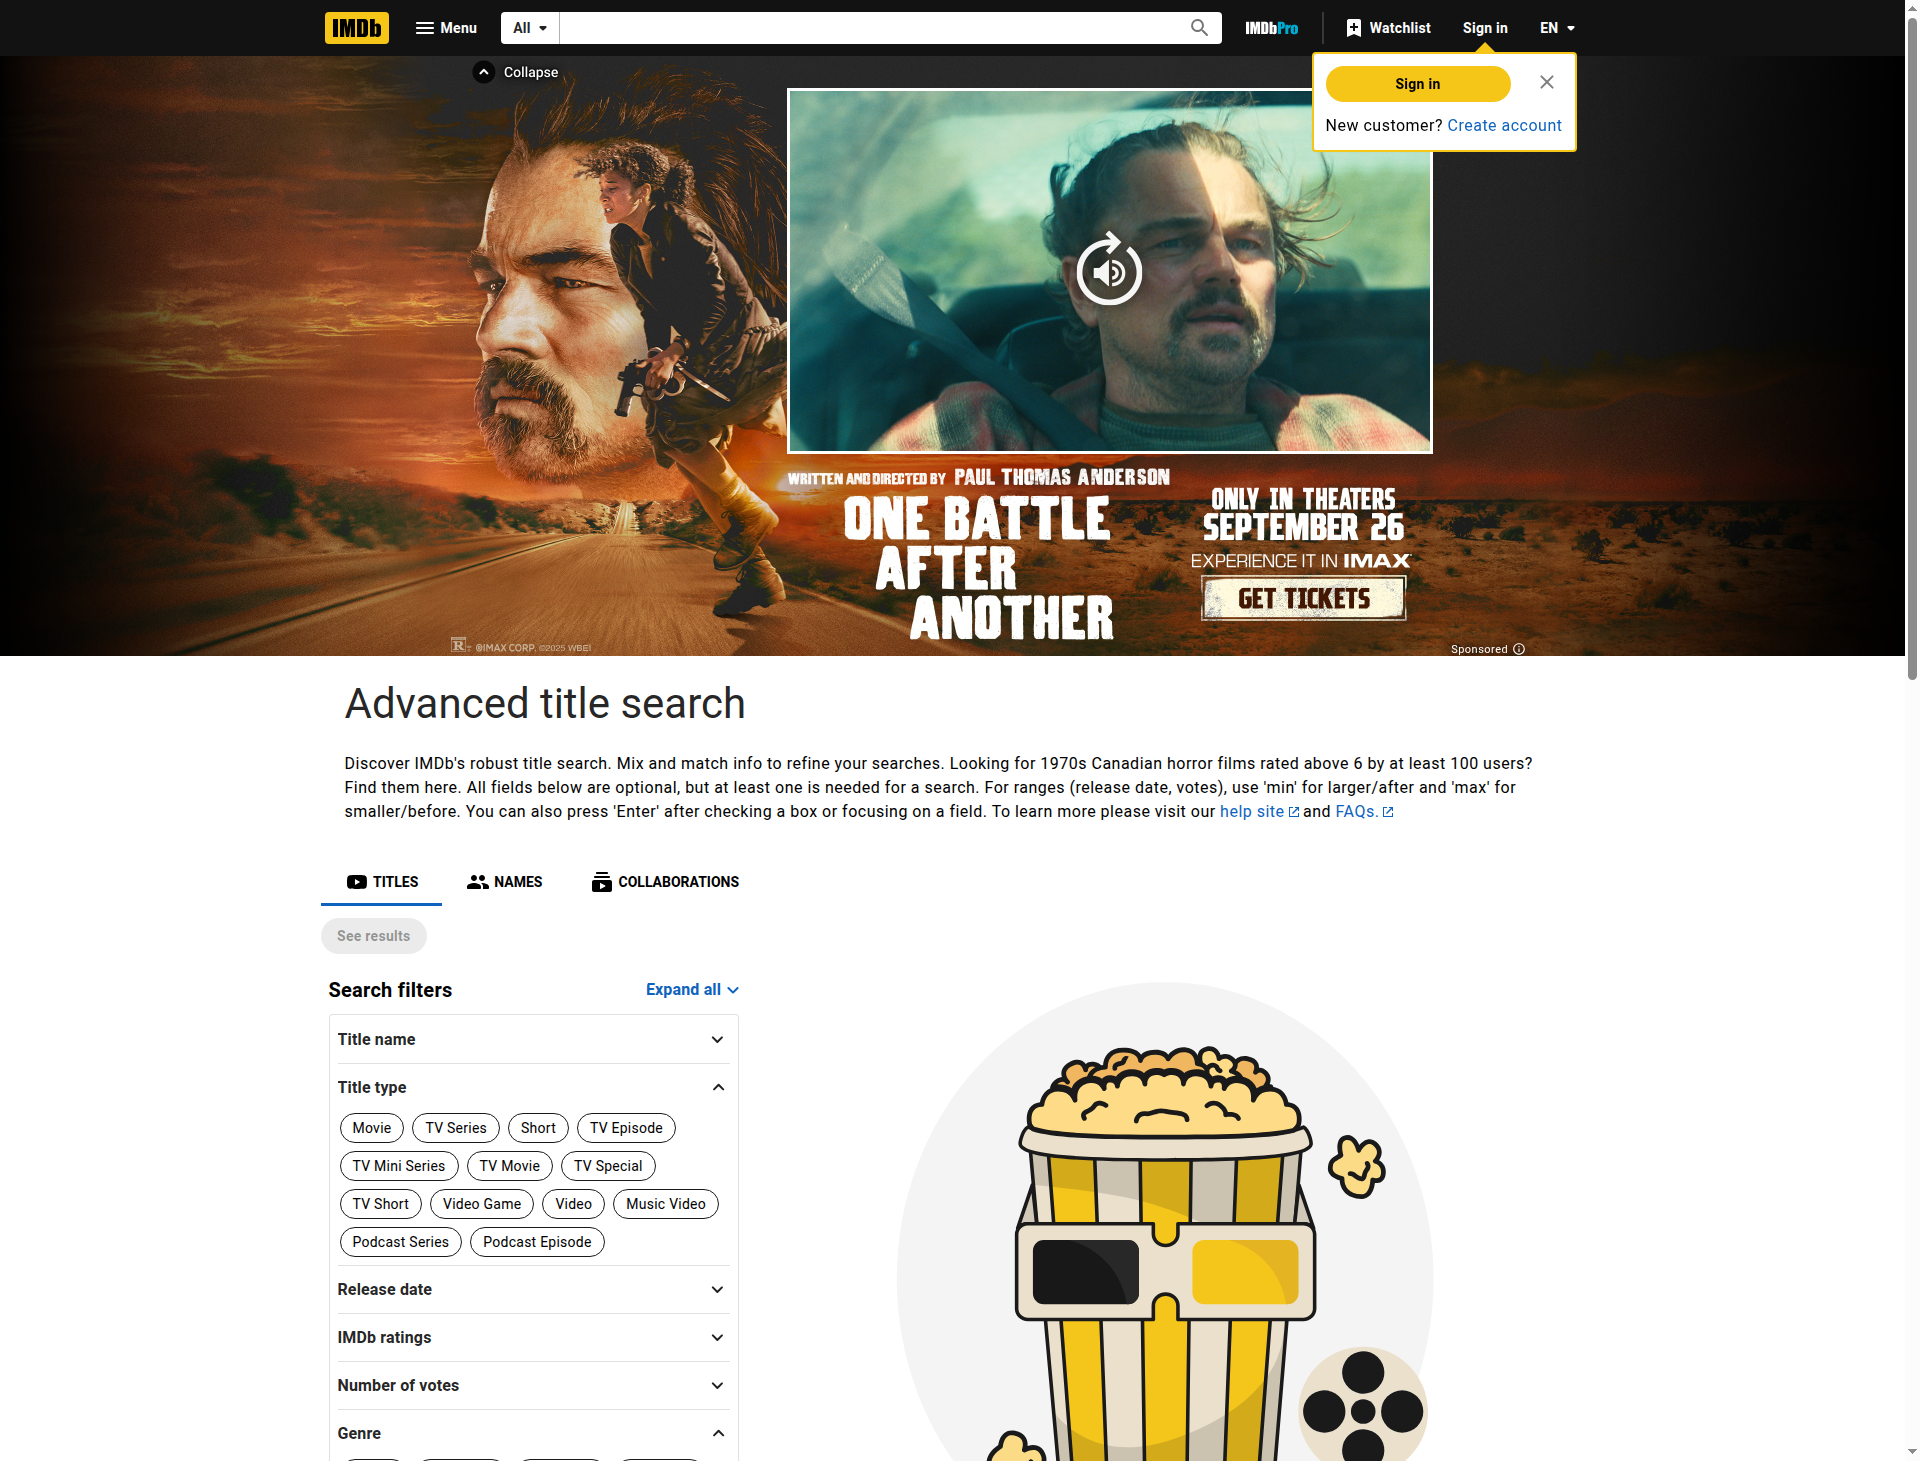 IMDb
Menu
All
IMDbPro
Watchlist
Sign in
EN
Collapse
Sign in
New customer? Create account
WRITTEN AND DIRECTED BY PAUL THOMAS ANDERSON
ONE BATTLE
AFTER
ANOTHER
ONLY IN THEATERS
SEPTEMBER 26
EXPERIENCE IT IN IMAX
GET TICKETS
R
©IMAX CORP. ©2025 WBEI
Sponsored
Advanced title search
Discover IMDb's robust title search. Mix and match info to refine your searches. Looking for 1970s Canadian horror films rated above 6 by at least 100 users?
Find them here. All fields below are optional, but at least one is needed for a search. For ranges (release date, votes), use 'min' for larger/after and 'max' for
smaller/before. You can also press 'Enter' after checking a box or focusing on a field. To learn more please visit our help site and FAQs.
TITLES
NAMES
COLLABORATIONS
See results
Search filters
Expand all
Title name
Title type
Movie
TV Series
Short
TV Episode
TV Mini Series
TV Movie
TV Special
TV Short
Video Game
Video
Music Video
Podcast Series
Podcast Episode
Release date
IMDb ratings
Number of votes
Genre